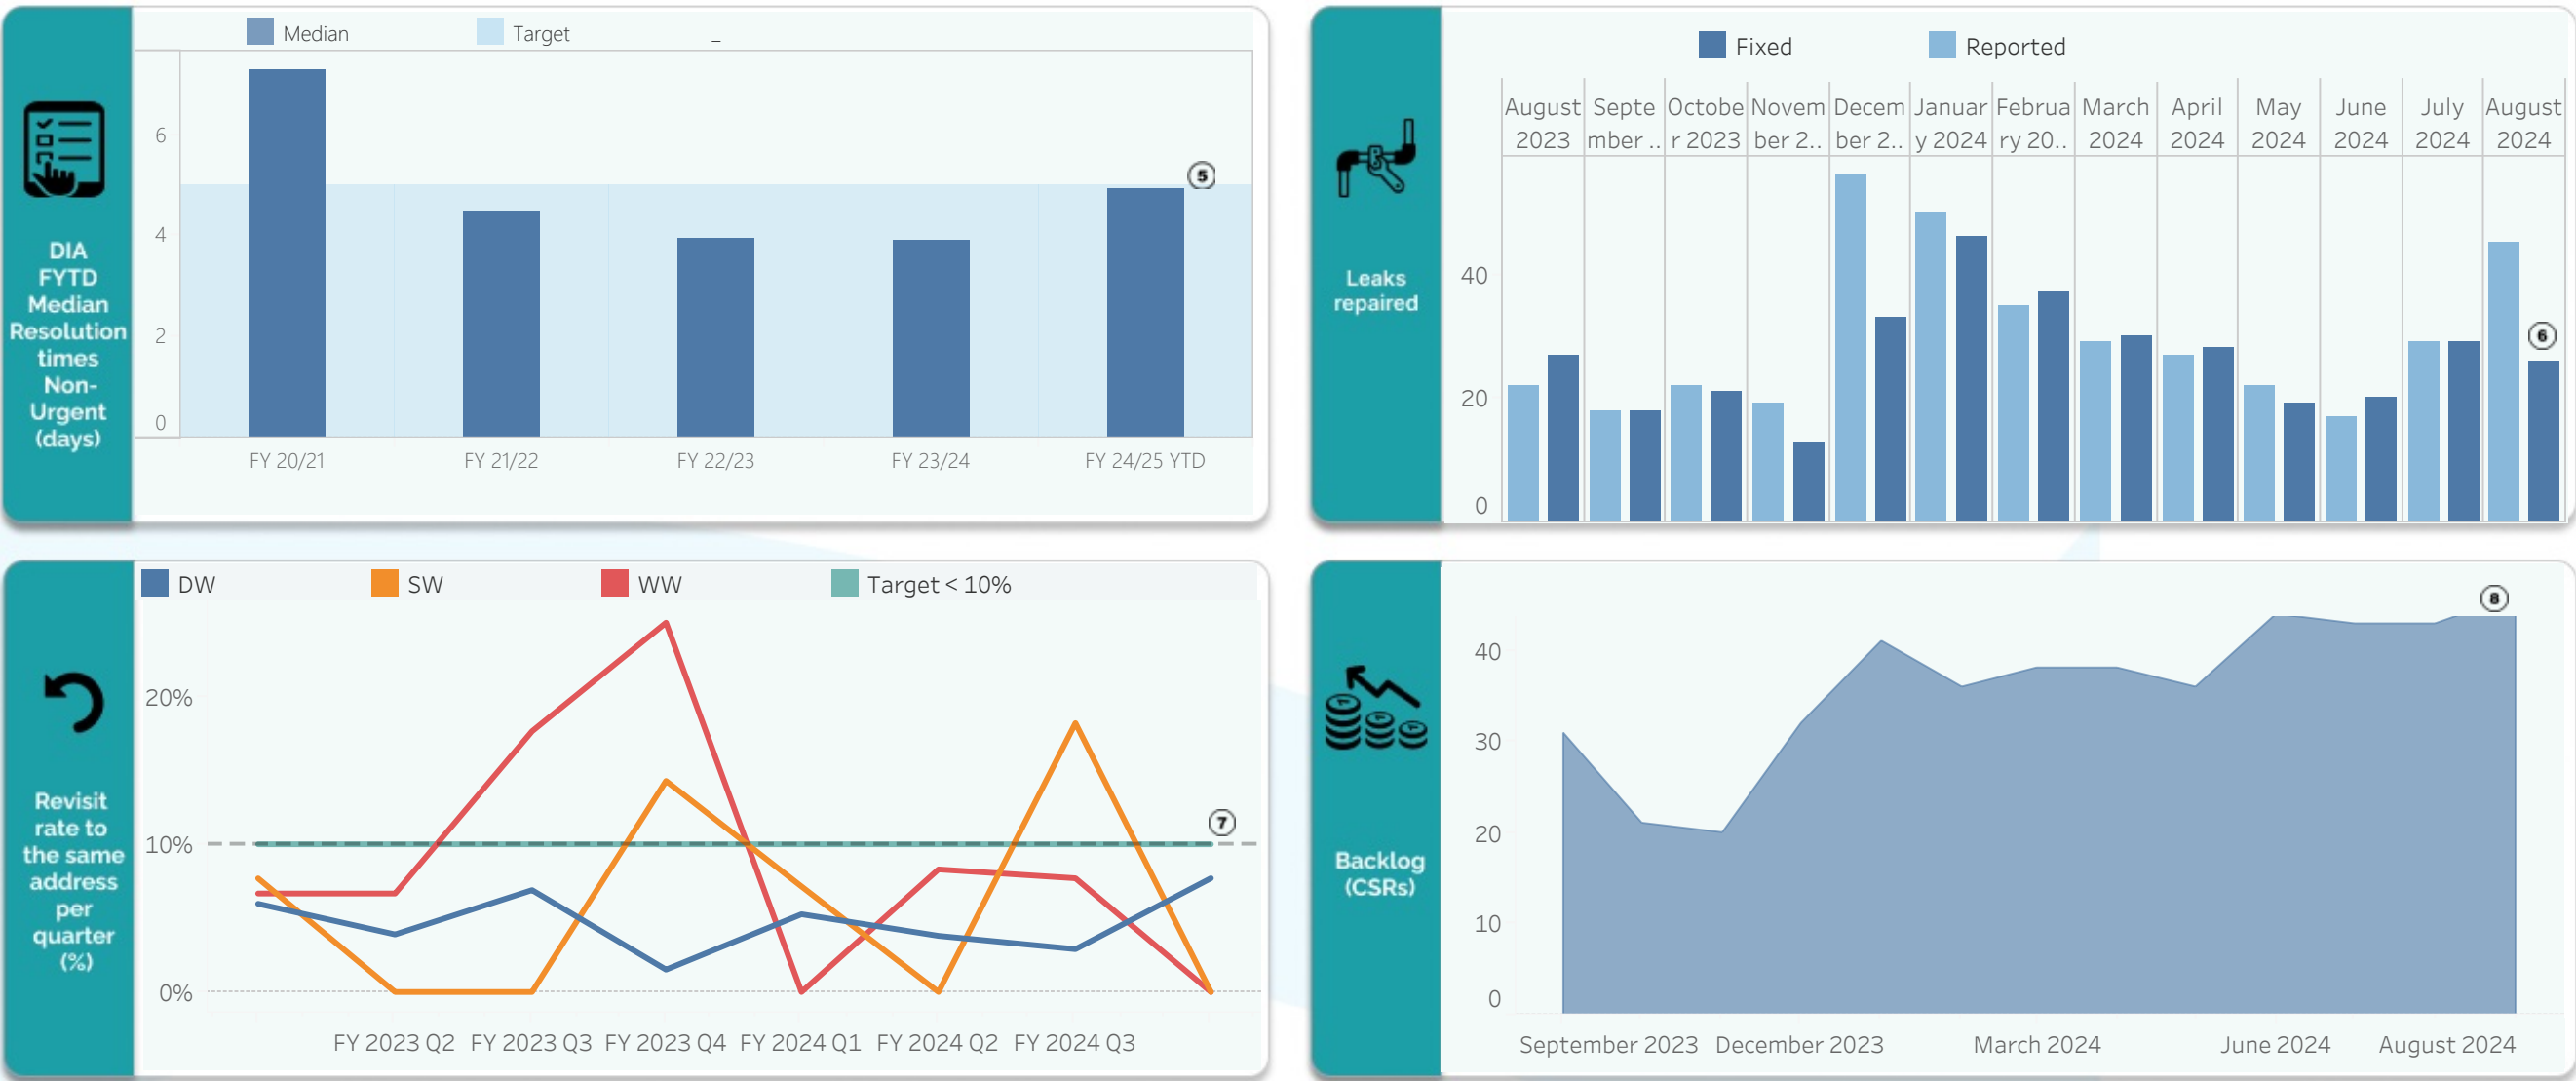 Median
Target
_
DIA
FYTD
Median
Resolution
times
Non-
Urgent
(days)
6
4
2
0
5
FY 20/21
FY 21/22
FY 22/23
FY 23/24
FY 24/25 YTD
Leaks
repaired
Fixed
Reported
August
2023
Septe
mber ..
Octobe
r 2023
Novem
ber 2..
Decem
ber 2..
Januar
y 2024
Februa
ry 20..
March
2024
April
2024
May
2024
June
2024
July
2024
August
2024
40
20
0
6
Revisit
rate to
the same
address
per
quarter
(%)
DW
SW
WW
Target < 10%
20%
10%
0%
7
FY 2023 Q2
FY 2023 Q3
FY 2023 Q4
FY 2024 Q1
FY 2024 Q2
FY 2024 Q3
Backlog
(CSRs)
8
40
30
20
10
0
September 2023
December 2023
March 2024
June 2024
August 2024